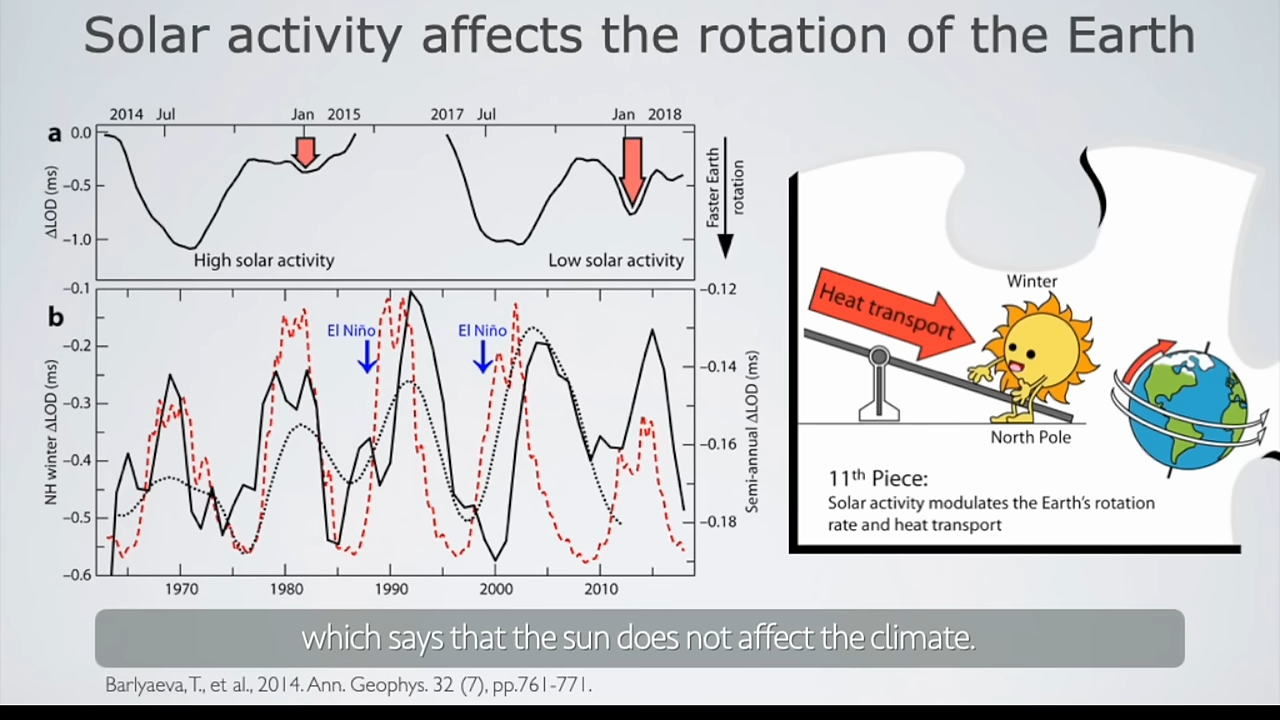 Solar activity affects the rotation of the Earth
2014 Jul Jan 2015 2017 Jul Jan 2018
a
0.0
−0.5
−1.0
ΔLOD (ms)
High solar activity
Low solar activity
Faster Earth
rotation
b
−0.1
−0.2
−0.3
−0.4
−0.5
−0.6
NH winter ΔLOD (ms)
El Niño
El Niño
−0.12
−0.14
−0.16
−0.18
Semi-annual ΔLOD (ms)
1970 1980 1990 2000 2010
Winter
Heat transport
North Pole
11th Piece:
Solar activity modulates the Earth's rotation
rate and heat transport
which says that the sun does not affect the climate.
Barlyaeva, T., et al., 2014. Ann. Geophys. 32 (7), pp.761-771.